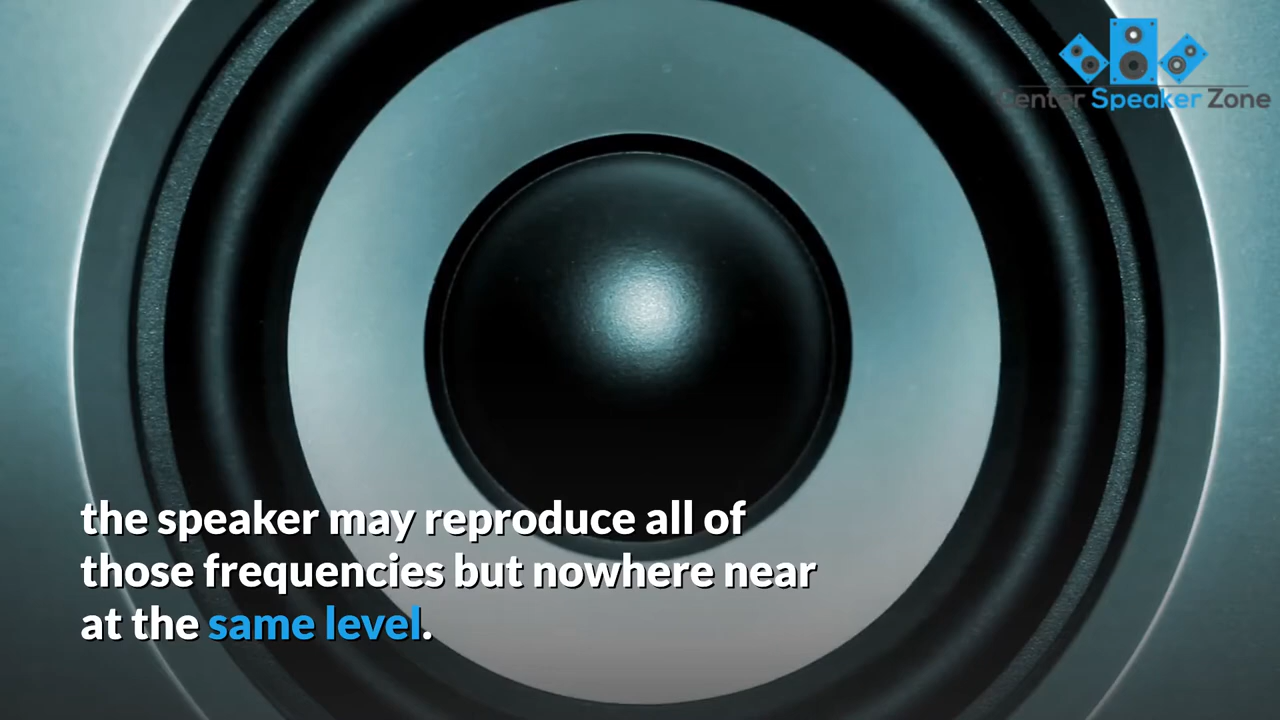 Center Speaker Zone
the speaker may reproduce all of
those frequencies but nowhere near
at the same level.